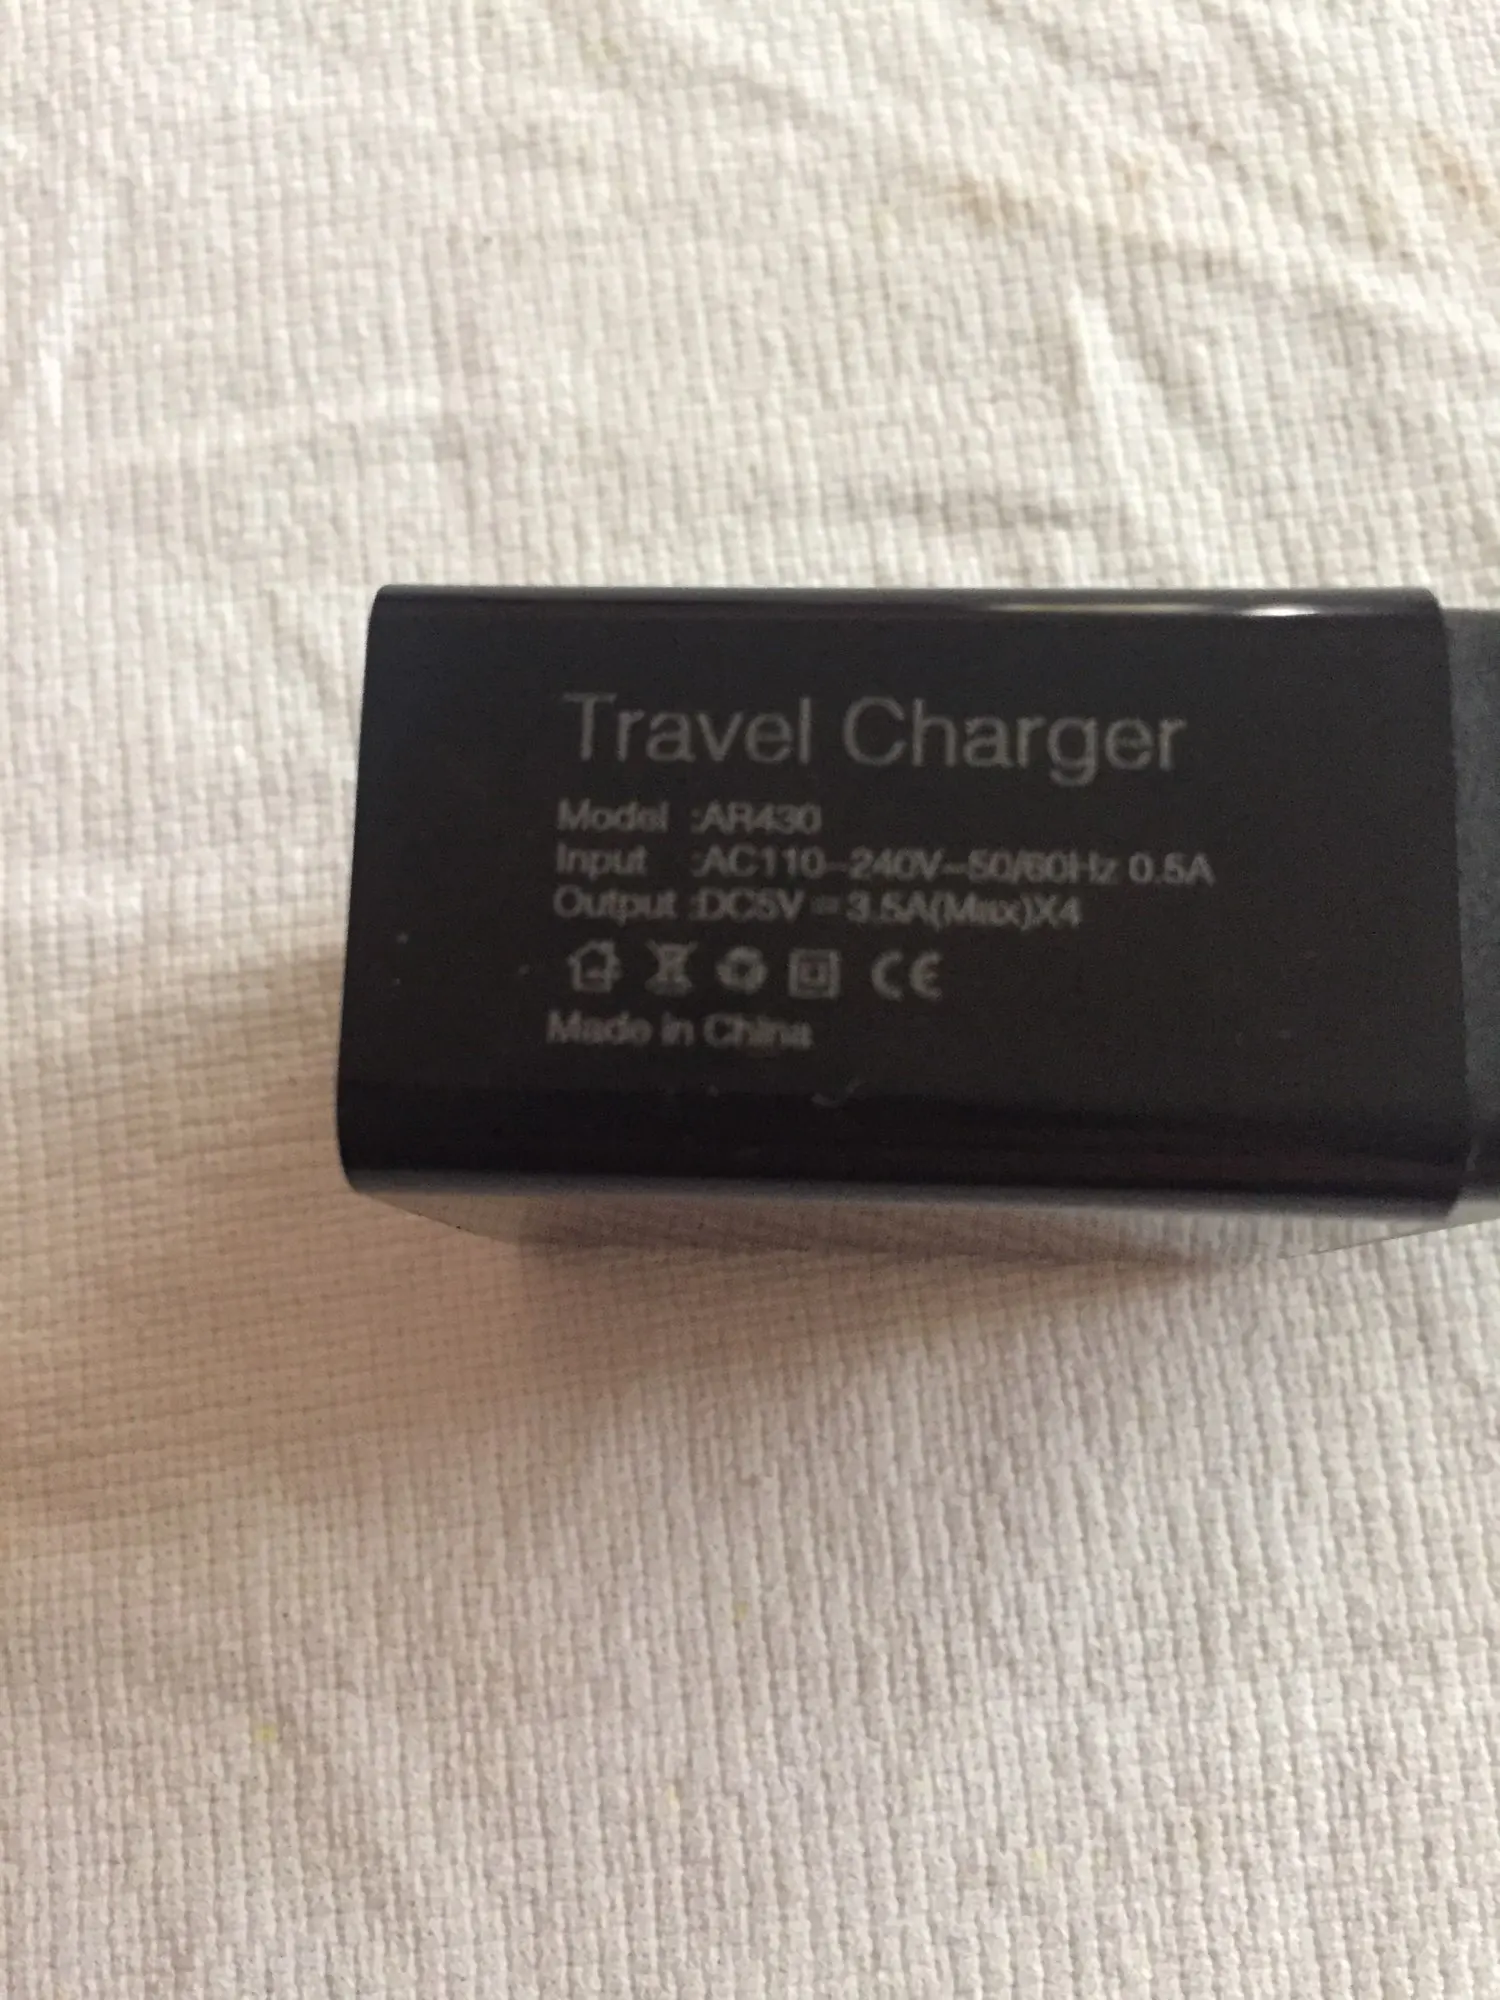 Travel Charger
Model :AR430
Input :AC110-240V~50/60Hz 0.5A
Output :DC5V = 3.5A(Max)X4
CE
Made in China